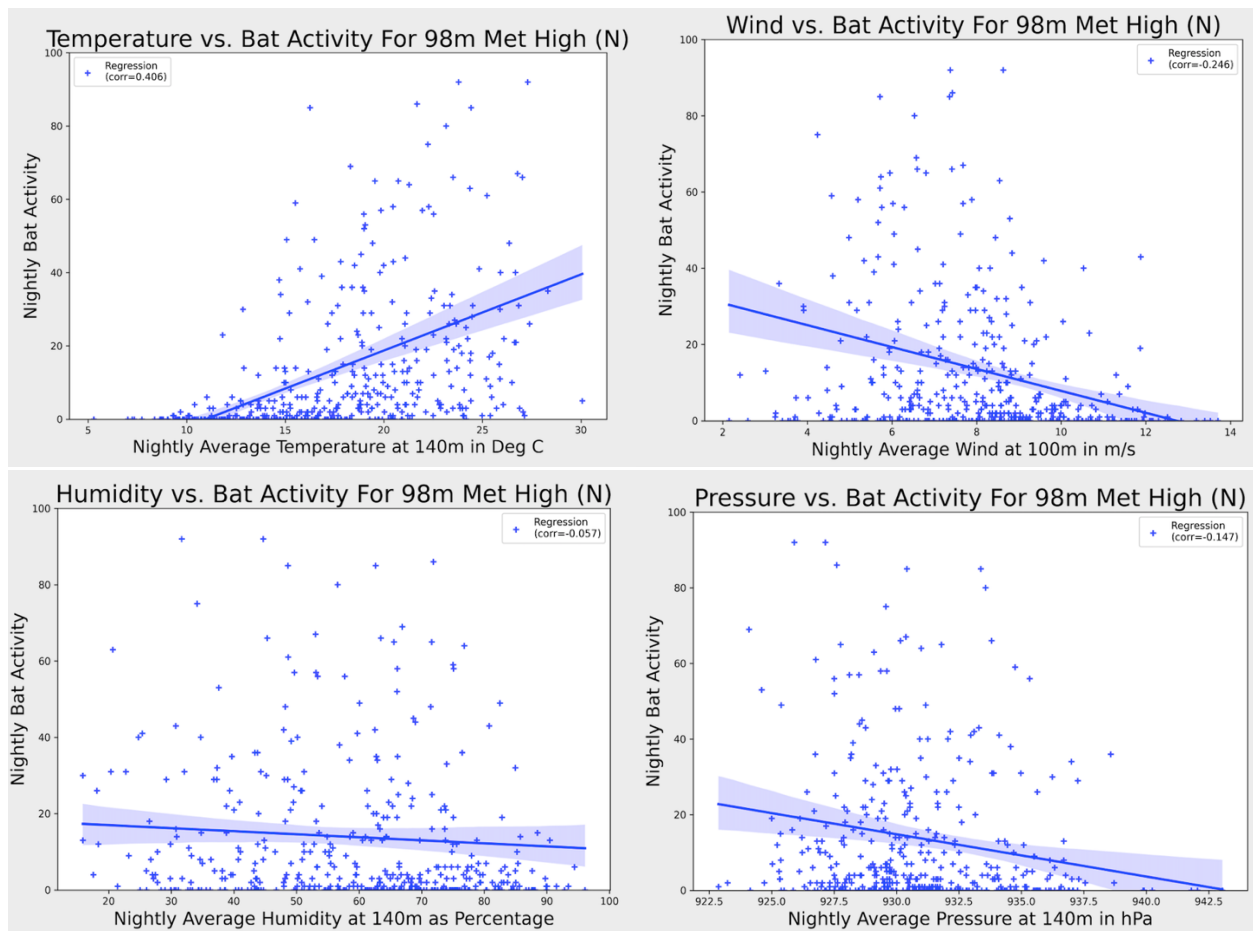 Temperature vs. Bat Activity For 98m Met High (N)
100
80
60
40
20
0
Nightly Bat Activity
Regression
(corr=0.406)
5 10 15 20 25 30
Nightly Average Temperature at 140m in Deg C
Wind vs. Bat Activity For 98m Met High (N)
100
80
60
40
20
0
Nightly Bat Activity
Regression
(corr=-0.246)
2 4 6 8 10 12 14
Nightly Average Wind at 100m in m/s
Humidity vs. Bat Activity For 98m Met High (N)
100
80
60
40
20
0
Nightly Bat Activity
Regression
(corr=-0.057)
20 30 40 50 60 70 80 90 100
Nightly Average Humidity at 140m as Percentage
Pressure vs. Bat Activity For 98m Met High (N)
100
80
60
40
20
0
Nightly Bat Activity
Regression
(corr=-0.147)
922.5 925.0 927.5 930.0 932.5 935.0 937.5 940.0 942.5
Nightly Average Pressure at 140m in hPa